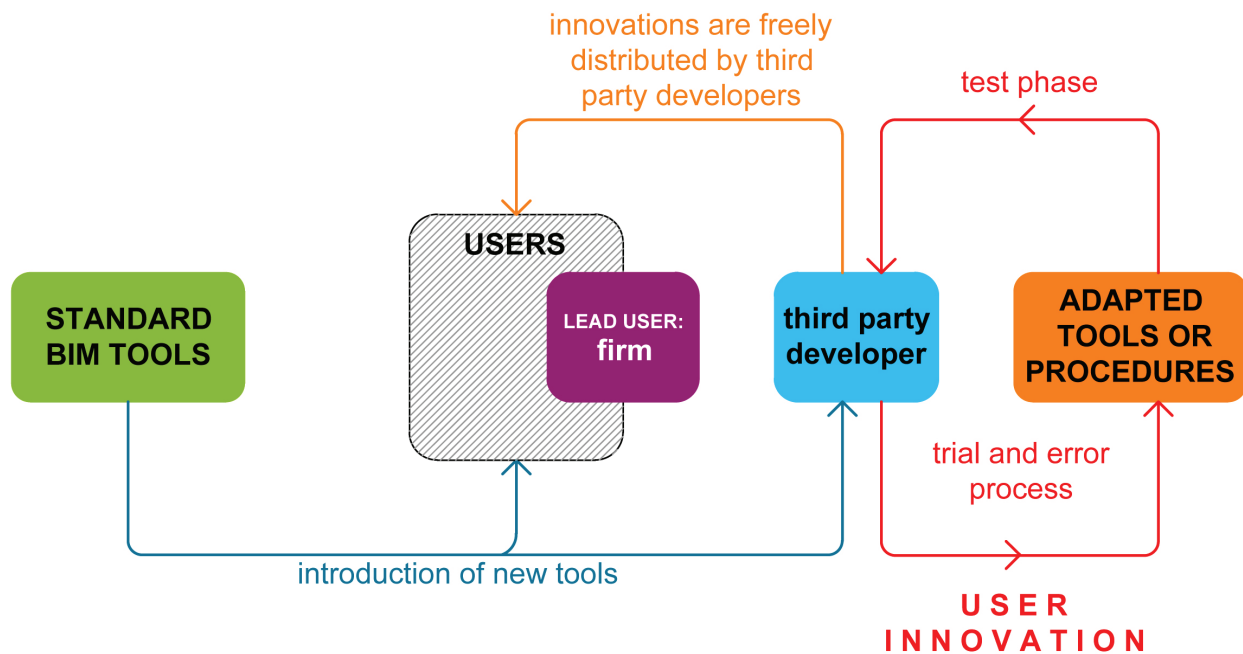 innovations are freely
distributed by third
party developers
test phase
USERS
STANDARD
BIM TOOLS
LEAD USER:
firm
third party
developer
ADAPTED
TOOLS OR
PROCEDURES
trial and error
process
introduction of new tools
USER
INNOVATION